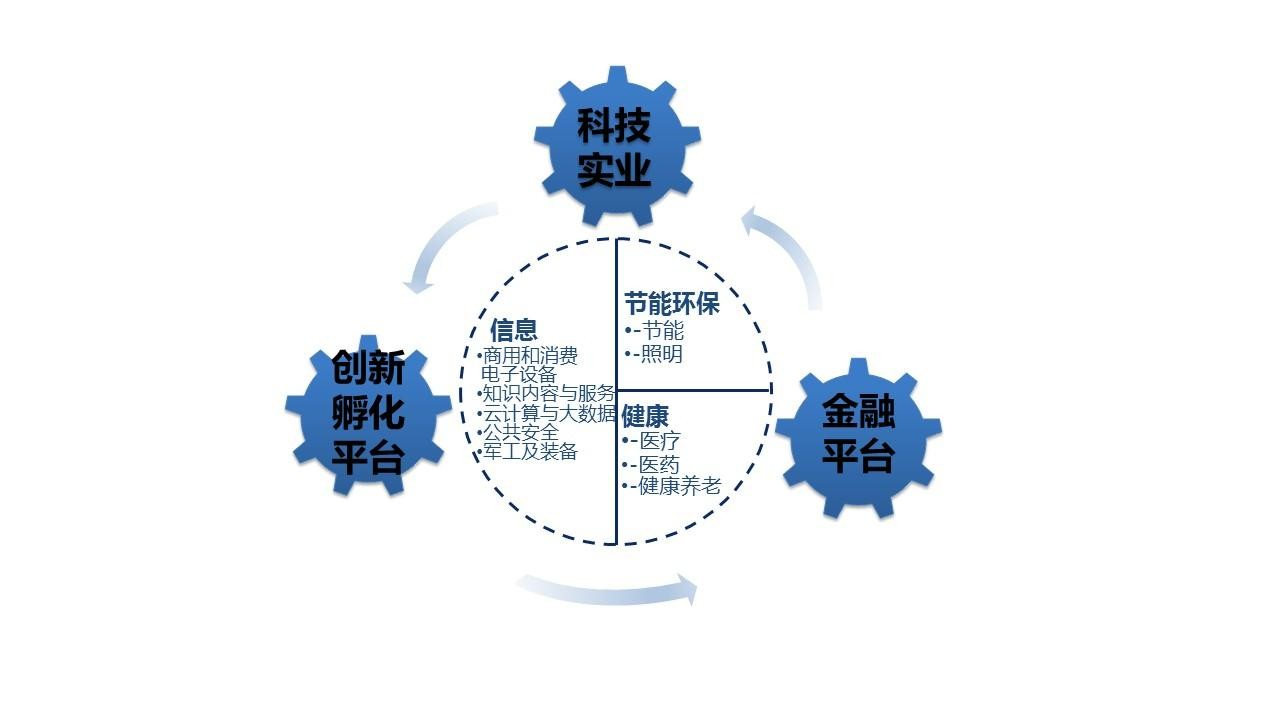 科技
实业
节能环保
•-节能
•-照明
信息
•商用和消费
电子设备
•知识内容与服务
•云计算与大数据
•公共安全
•军工及装备
健康
•-医疗
•-医药
•-健康养老
创新
孵化
平台
金融
平台